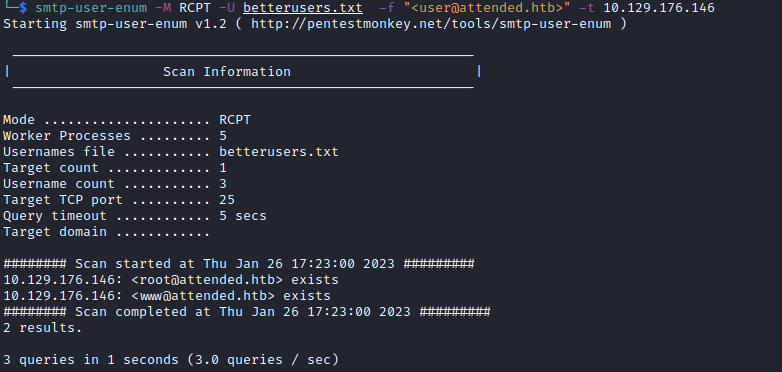 └─$ smtp-user-enum -M RCPT -U betterusers.txt -f "<user@attended.htb>" -t 10.129.176.146
Starting smtp-user-enum v1.2 ( http://pentestmonkey.net/tools/smtp-user-enum )
----------------------------------------------------------
| Scan Information |
----------------------------------------------------------
Mode ..................... RCPT
Worker Processes ......... 5
Usernames file ........... betterusers.txt
Target count ............. 1
Username count ........... 3
Target TCP port .......... 25
Query timeout ............ 5 secs
Target domain ............
######## Scan started at Thu Jan 26 17:23:00 2023 #########
10.129.176.146: <root@attended.htb> exists
10.129.176.146: <www@attended.htb> exists
######## Scan completed at Thu Jan 26 17:23:00 2023 #########
2 results.
3 queries in 1 seconds (3.0 queries / sec)